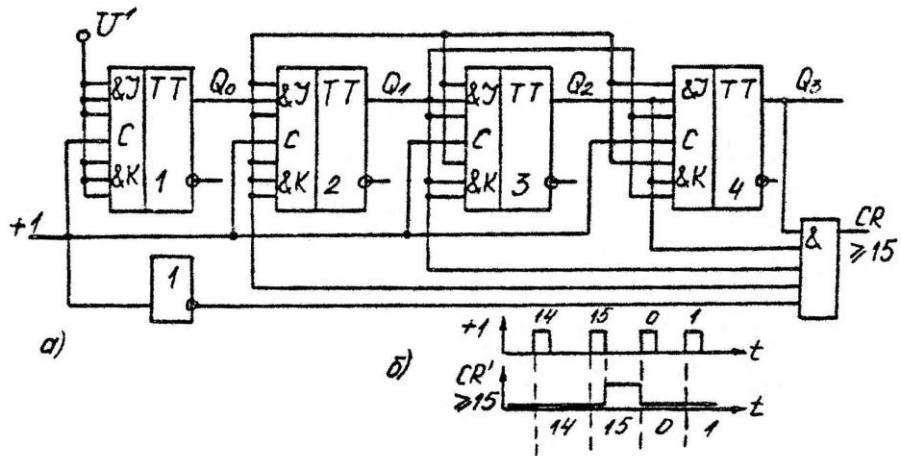 U¹
&J TT Q₀ &J TT Q₁ &J TT Q₂ &J TT Q₃
C C C C
&K 1 &K 2 &K 3 &K 4
+1
& CR
≥15
1
а)
б)
+1 14 15 0 1 t
CR'
≥15 t
14 15 0 1